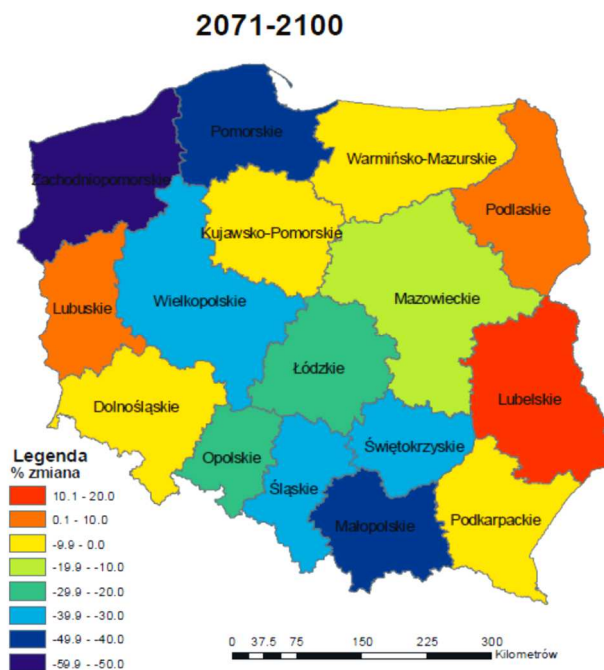 2071-2100
Pomorskie
Warmińsko-Mazurskie
Zachodniopomorskie
Podlaskie
Kujawsko-Pomorskie
Mazowieckie
Wielkopolskie
Lubuskie
Łódzkie
Lubelskie
Dolnośląskie
Świętokrzyskie
Opolskie
Śląskie
Małopolskie
Podkarpackie
Legenda
% zmiana
10.1 - 20.0
0.1 - 10.0
-9.9 - 0.0
-19.9 - -10.0
-29.9 - -20.0
-39.9 - -30.0
-49.9 - -40.0
-59.9 - -50.0
0 37.5 75 150 225 300
Kilometrów